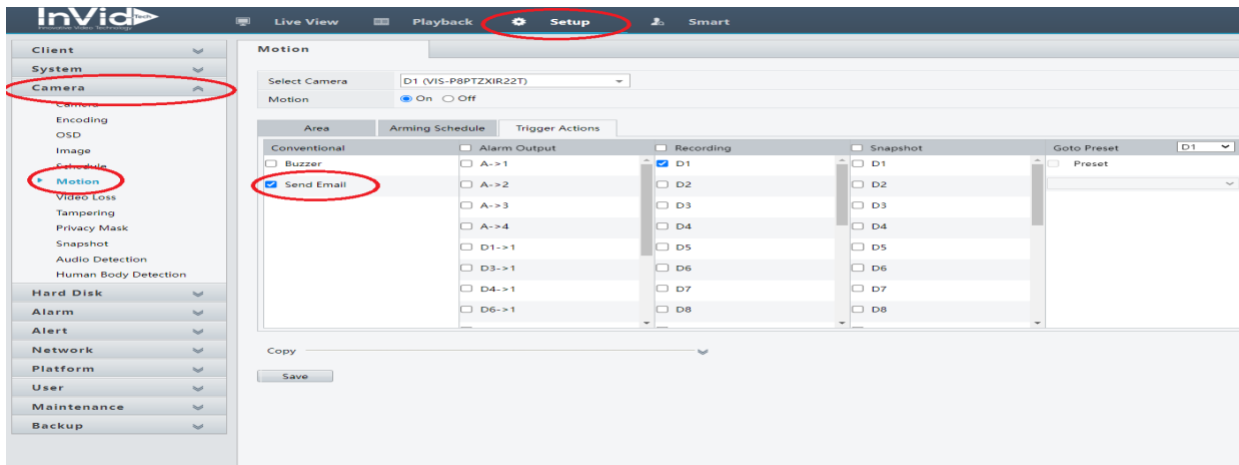 InVid Tech
Innovative Video Technology
Live View Playback Setup Smart
Client
System
Camera
Camera
Encoding
OSD
Image
Schedule
Motion
Video Loss
Tampering
Privacy Mask
Snapshot
Audio Detection
Human Body Detection
Hard Disk
Alarm
Alert
Network
Platform
User
Maintenance
Backup
Motion
Select Camera D1 (VIS-P8PTZXIR22T)
Motion On Off
Area Arming Schedule Trigger Actions
Conventional Alarm Output Recording Snapshot Goto Preset D1
Buzzer A->1 D1 D1 Preset
Send Email A->2 D2 D2
A->3 D3 D3
A->4 D4 D4
D1->1 D5 D5
D3->1 D6 D6
D4->1 D7 D7
D6->1 D8 D8
Copy
Save